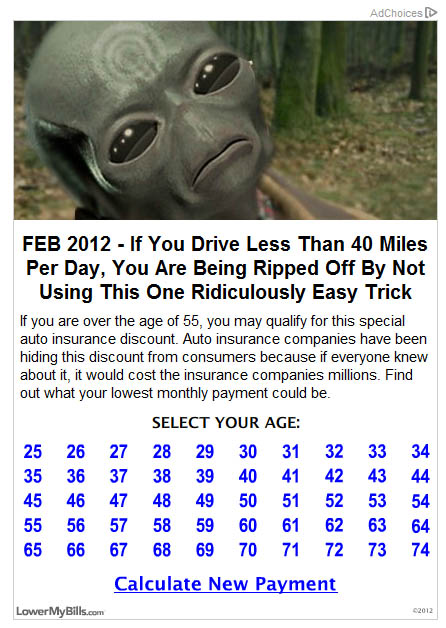 AdChoices
FEB 2012 - If You Drive Less Than 40 Miles
Per Day, You Are Being Ripped Off By Not
Using This One Ridiculously Easy Trick
If you are over the age of 55, you may qualify for this special
auto insurance discount. Auto insurance companies have been
hiding this discount from consumers because if everyone knew
about it, it would cost the insurance companies millions. Find
out what your lowest monthly payment could be.
SELECT YOUR AGE:
25 26 27 28 29 30 31 32 33 34
35 36 37 38 39 40 41 42 43 44
45 46 47 48 49 50 51 52 53 54
55 56 57 58 59 60 61 62 63 64
65 66 67 68 69 70 71 72 73 74
Calculate New Payment
LowerMyBills.com ©2012